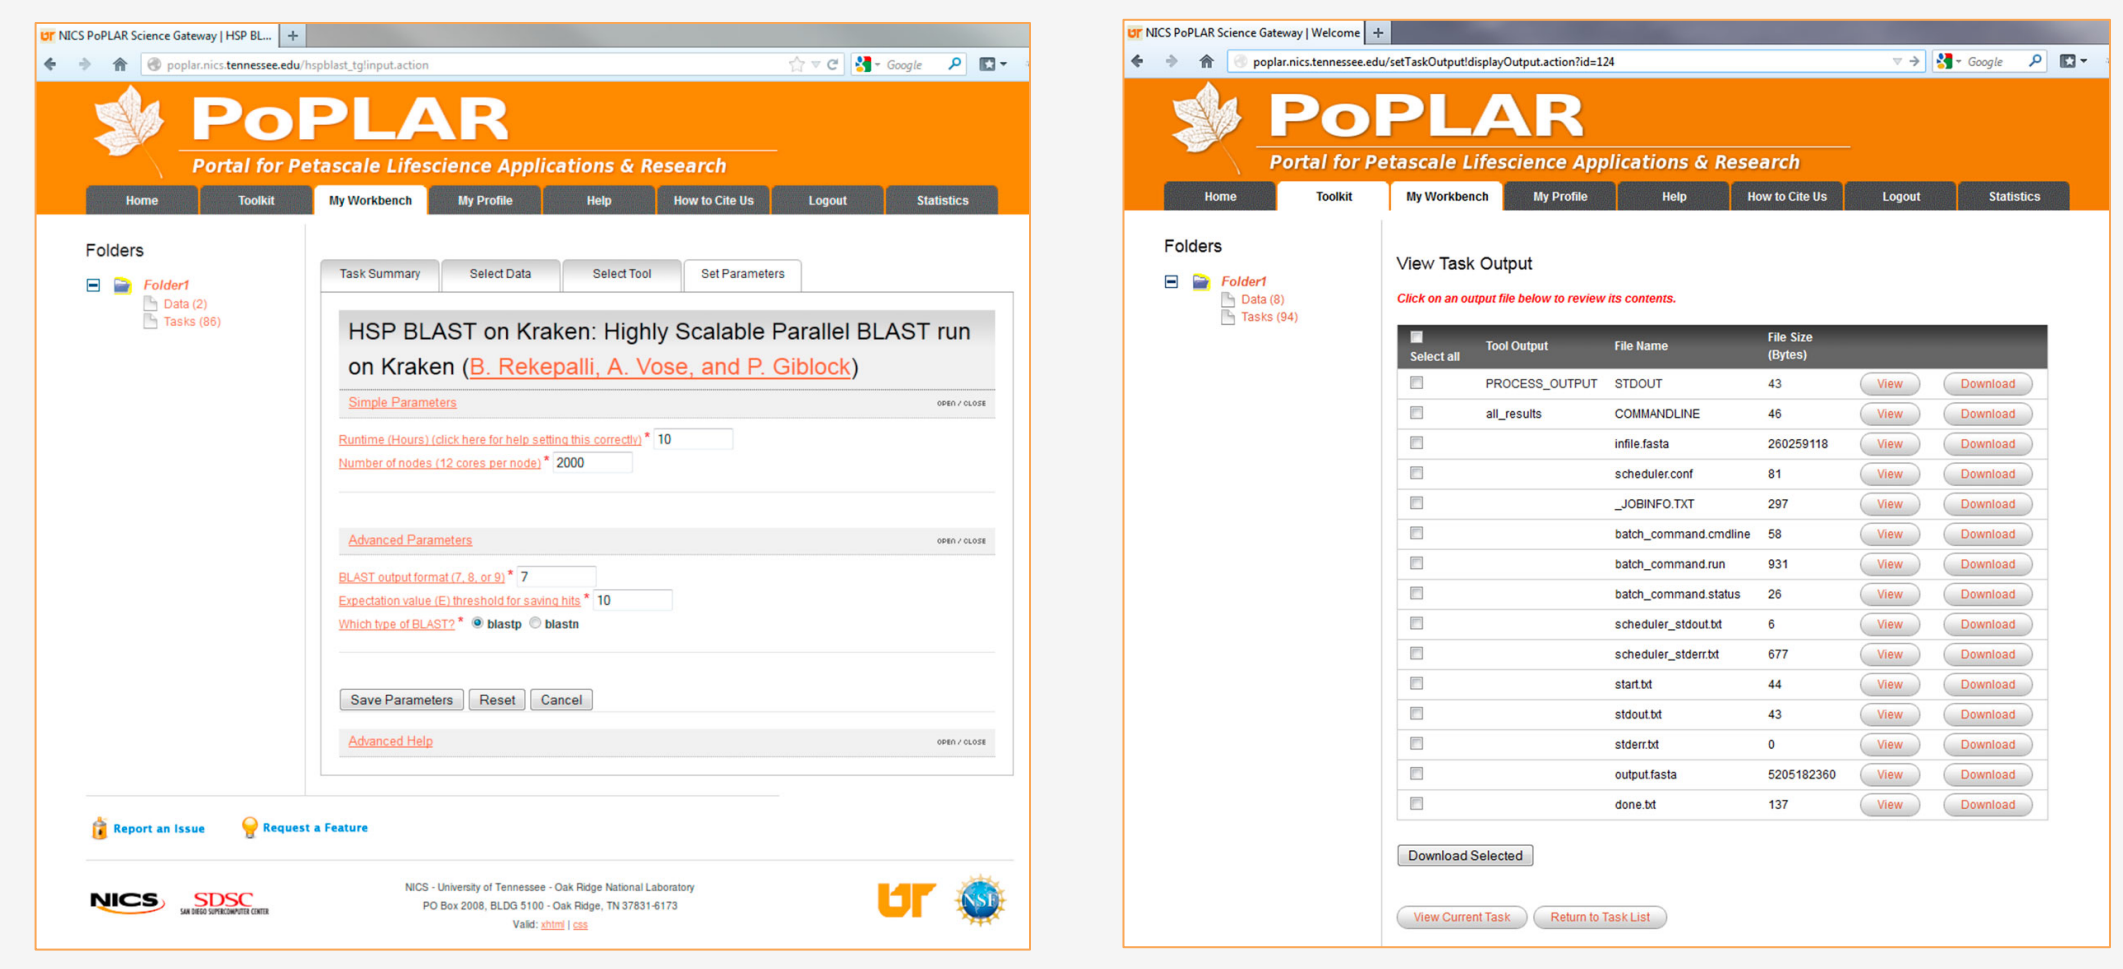 NICS PoPLAR Science Gateway | HSP BL...
poplar.nics.tennessee.edu/hspblast_tg!input.action
Google
PoPLAR
Portal for Petascale Lifescience Applications & Research
Home Toolkit My Workbench My Profile Help How to Cite Us Logout Statistics
Folders
Folder1
Data (2)
Tasks (86)
Task Summary Select Data Select Tool Set Parameters
HSP BLAST on Kraken: Highly Scalable Parallel BLAST run
on Kraken (B. Rekepalli, A. Vose, and P. Giblock)
Simple Parameters OPEN / CLOSE
Runtime (Hours) (click here for help setting this correctly) * 10
Number of nodes (12 cores per node) * 2000
Advanced Parameters OPEN / CLOSE
BLAST output format (7, 8, or 9) * 7
Expectation value (E) threshold for saving hits * 10
Which type of BLAST? * blastp blastn
Save Parameters Reset Cancel
Advanced Help OPEN / CLOSE
Report an Issue Request a Feature
NICS SDSC
SAN DIEGO SUPERCOMPUTER CENTER
NICS - University of Tennessee - Oak Ridge National Laboratory
PO Box 2008, BLDG 5100 - Oak Ridge, TN 37831-6173
Valid: xhtml | css
UT NSF
NICS PoPLAR Science Gateway | Welcome
poplar.nics.tennessee.edu/setTaskOutput!displayOutput.action?id=124
Google
PoPLAR
Portal for Petascale Lifescience Applications & Research
Home Toolkit My Workbench My Profile Help How to Cite Us Logout Statistics
Folders
Folder1
Data (8)
Tasks (94)
View Task Output
Click on an output file below to review its contents.
Select all Tool Output File Name File Size (Bytes)
PROCESS_OUTPUT STDOUT 43 View Download
all_results COMMANDLINE 46 View Download
infile.fasta 260259118 View Download
scheduler.conf 81 View Download
_JOBINFO.TXT 297 View Download
batch_command.cmdline 58 View Download
batch_command.run 931 View Download
batch_command.status 26 View Download
scheduler_stdout.txt 6 View Download
scheduler_stderr.txt 677 View Download
start.txt 44 View Download
stdout.txt 43 View Download
stderr.txt 0 View Download
output.fasta 5205182360 View Download
done.txt 137 View Download
Download Selected
View Current Task Return to Task List